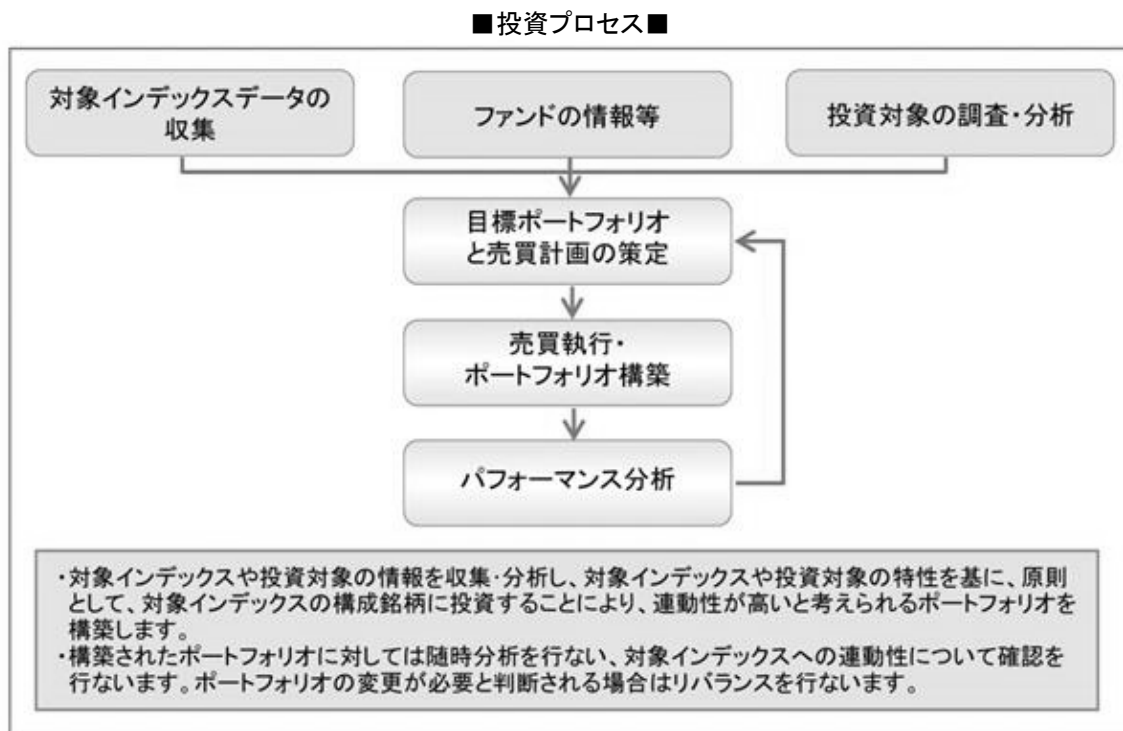 ■投資プロセス■
対象インデックスデータの
収集
ファンドの情報等
投資対象の調査・分析
目標ポートフォリオ
と売買計画の策定
売買執行・
ポートフォリオ構築
パフォーマンス分析
・対象インデックスや投資対象の情報を収集・分析し、対象インデックスや投資対象の特性を基に、原則
として、対象インデックスの構成銘柄に投資することにより、連動性が高いと考えられるポートフォリオを
構築します。
・構築されたポートフォリオに対しては随時分析を行ない、対象インデックスへの連動性について確認を
行ないます。ポートフォリオの変更が必要と判断される場合はリバランスを行ないます。